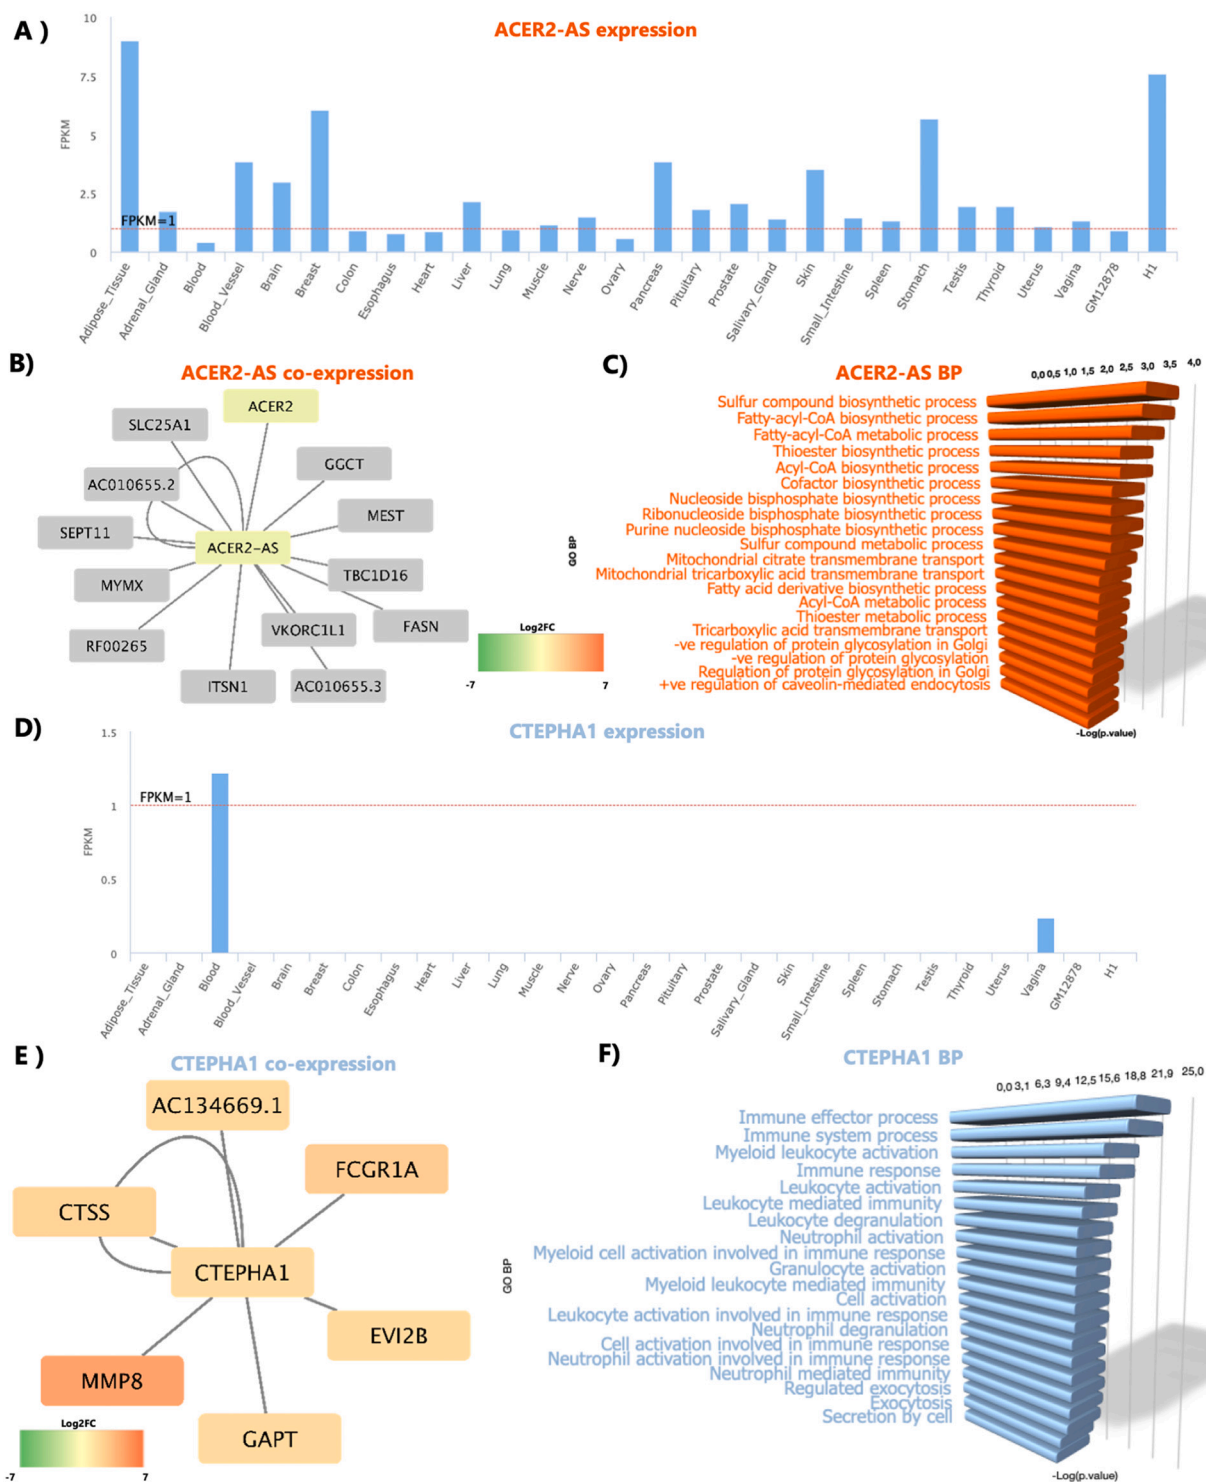 A )
ACER2-AS expression
10
7.5
5
2.5
0
FPKM
FPKM=1
Adipose_Tissue
Adrenal_Gland
Blood
Blood_Vessel
Brain
Breast
Colon
Esophagus
Heart
Liver
Lung
Muscle
Nerve
Ovary
Pancreas
Pituitary
Prostate
Salivary_Gland
Skin
Small_Intestine
Spleen
Stomach
Testis
Thyroid
Uterus
Vagina
GM12878
H1
B)
ACER2-AS co-expression
ACER2
SLC25A1
GGCT
AC010655.2
MEST
SEPT11
ACER2-AS
TBC1D16
MYMX
FASN
VKORC1L1
RF00265
ITSN1
AC010655.3
Log2FC
-7
7
C)
ACER2-AS BP
0,0 0,5 1,0 1,5 2,0 2,5 3,0 3,5 4,0
Sulfur compound biosynthetic process
Fatty-acyl-CoA biosynthetic process
Fatty-acyl-CoA metabolic process
Thioester biosynthetic process
Acyl-CoA biosynthetic process
Cofactor biosynthetic process
Nucleoside bisphosphate biosynthetic process
Ribonucleoside bisphosphate biosynthetic process
Purine nucleoside bisphosphate biosynthetic process
Sulfur compound metabolic process
Mitochondrial citrate transmembrane transport
Mitochondrial tricarboxylic acid transmembrane transport
Fatty acid derivative biosynthetic process
Acyl-CoA metabolic process
Thioester metabolic process
Tricarboxylic acid transmembrane transport
-ve regulation of protein glycosylation in Golgi
-ve regulation of protein glycosylation
Regulation of protein glycosylation in Golgi
+ve regulation of caveolin-mediated endocytosis
GO BP
-Log(p.value)
D)
CTEPHA1 expression
1.5
1
0.5
0
FPKM
FPKM=1
Adipose_Tissue
Adrenal_Gland
Blood
Blood_Vessel
Brain
Breast
Colon
Esophagus
Heart
Liver
Lung
Muscle
Nerve
Ovary
Pancreas
Pituitary
Prostate
Salivary_Gland
Skin
Small_Intestine
Spleen
Stomach
Testis
Thyroid
Uterus
Vagina
GM12878
H1
E )
CTEPHA1 co-expression
AC134669.1
FCGR1A
CTSS
CTEPHA1
EVI2B
MMP8
GAPT
Log2FC
-7
7
F)
CTEPHA1 BP
0,0 3,1 6,3 9,4 12,5 15,6 18,8 21,9 25,0
Immune effector process
Immune system process
Myeloid leukocyte activation
Immune response
Leukocyte activation
Leukocyte mediated immunity
Leukocyte degranulation
Neutrophil activation
Myeloid cell activation involved in immune response
Granulocyte activation
Myeloid leukocyte mediated immunity
Cell activation
Leukocyte activation involved in immune response
Neutrophil degranulation
Cell activation involved in immune response
Neutrophil activation involved in immune response
Neutrophil mediated immunity
Regulated exocytosis
Exocytosis
Secretion by cell
GO BP
-Log(p.value)